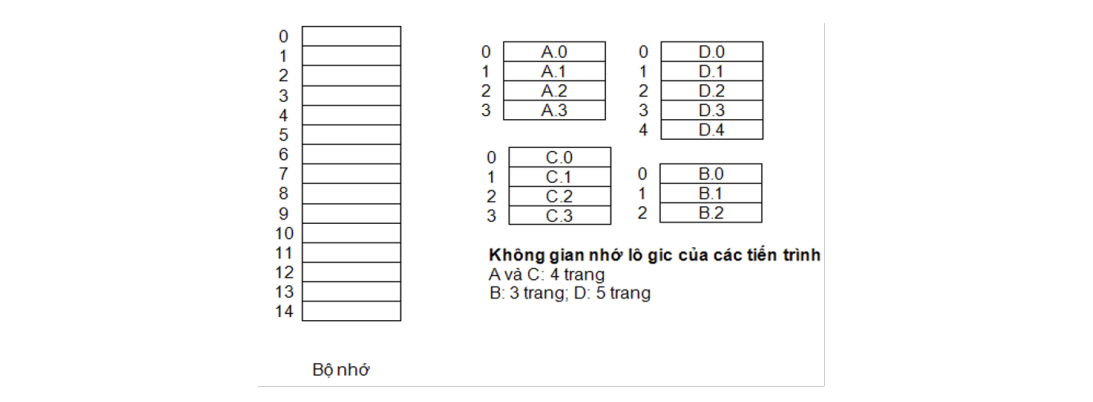 0
1
2
3
4
5
6
7
8
9
10
11
12
13
14
Bộ nhớ
0 A.0
1 A.1
2 A.2
3 A.3
0 D.0
1 D.1
2 D.2
3 D.3
4 D.4
0 C.0
1 C.1
2 C.2
3 C.3
0 B.0
1 B.1
2 B.2
Không gian nhớ lô gic của các tiến trình
A và C: 4 trang
B: 3 trang; D: 5 trang